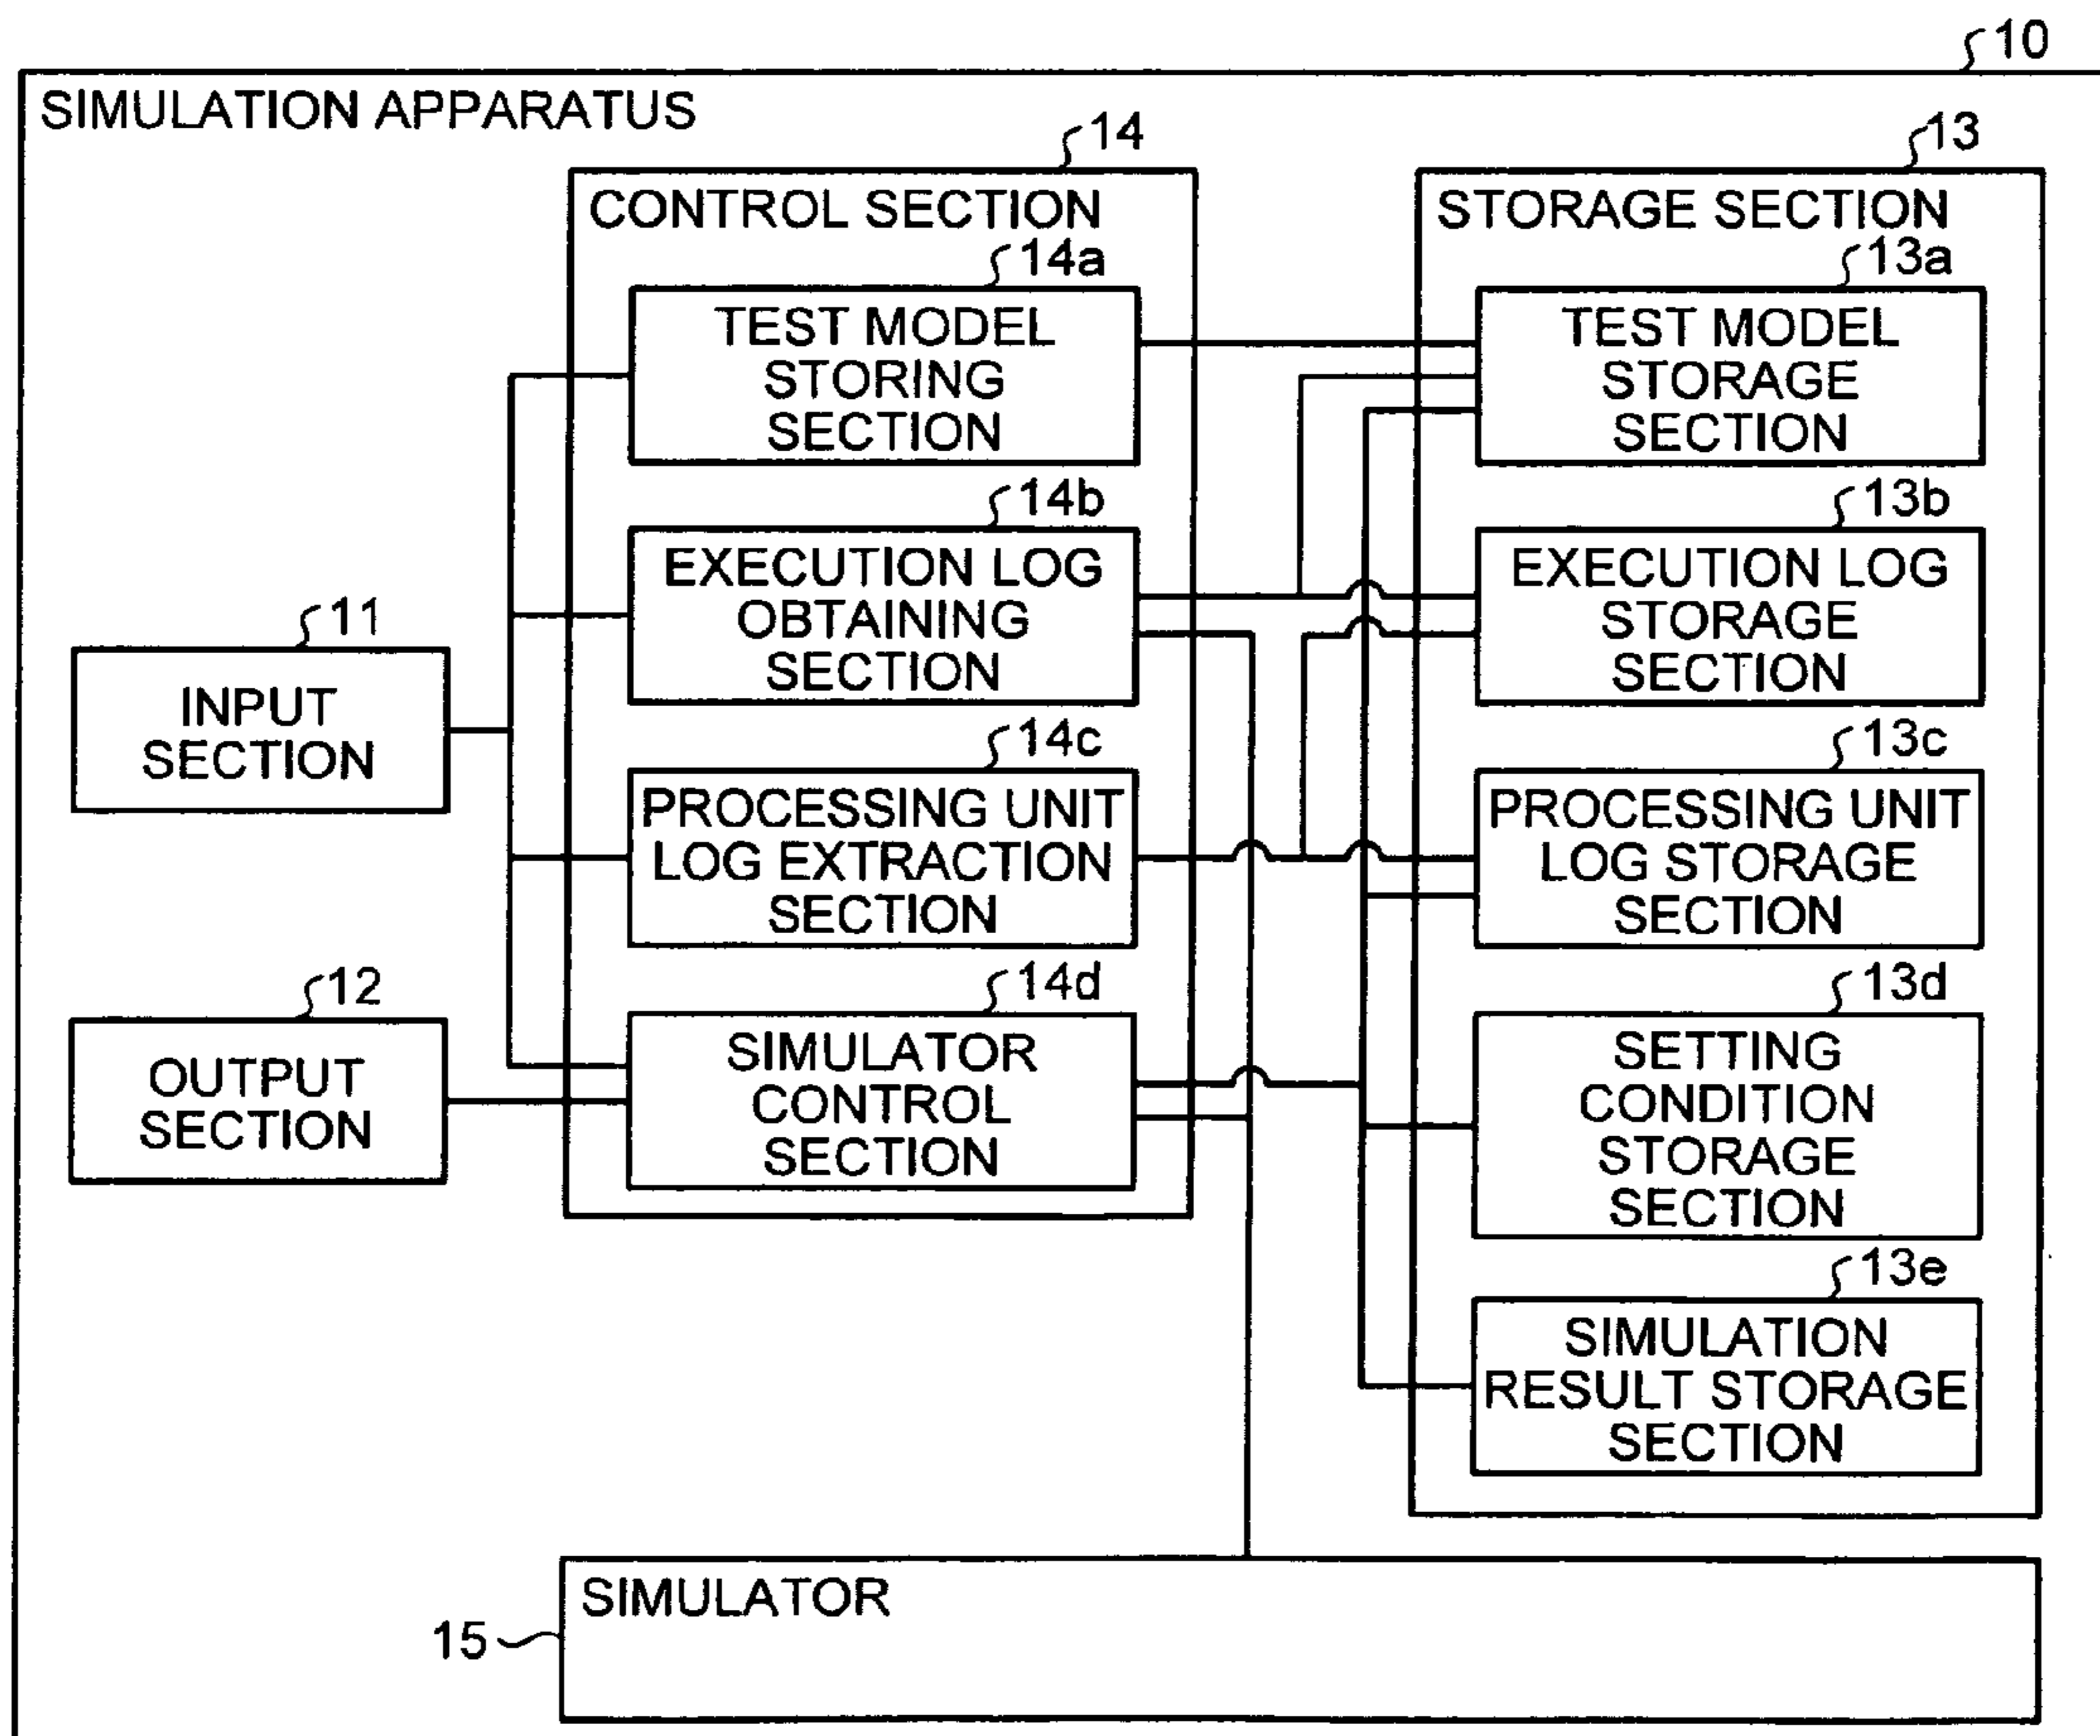 10
SIMULATION APPARATUS
14
CONTROL SECTION
14a
TEST MODEL
STORING
SECTION
14b
EXECUTION LOG
OBTAINING
SECTION
14c
PROCESSING UNIT
LOG EXTRACTION
SECTION
14d
SIMULATOR
CONTROL
SECTION
13
STORAGE SECTION
13a
TEST MODEL
STORAGE
SECTION
13b
EXECUTION LOG
STORAGE
SECTION
13c
PROCESSING UNIT
LOG STORAGE
SECTION
13d
SETTING
CONDITION
STORAGE
SECTION
13e
SIMULATION
RESULT STORAGE
SECTION
11
INPUT
SECTION
12
OUTPUT
SECTION
SIMULATOR
15